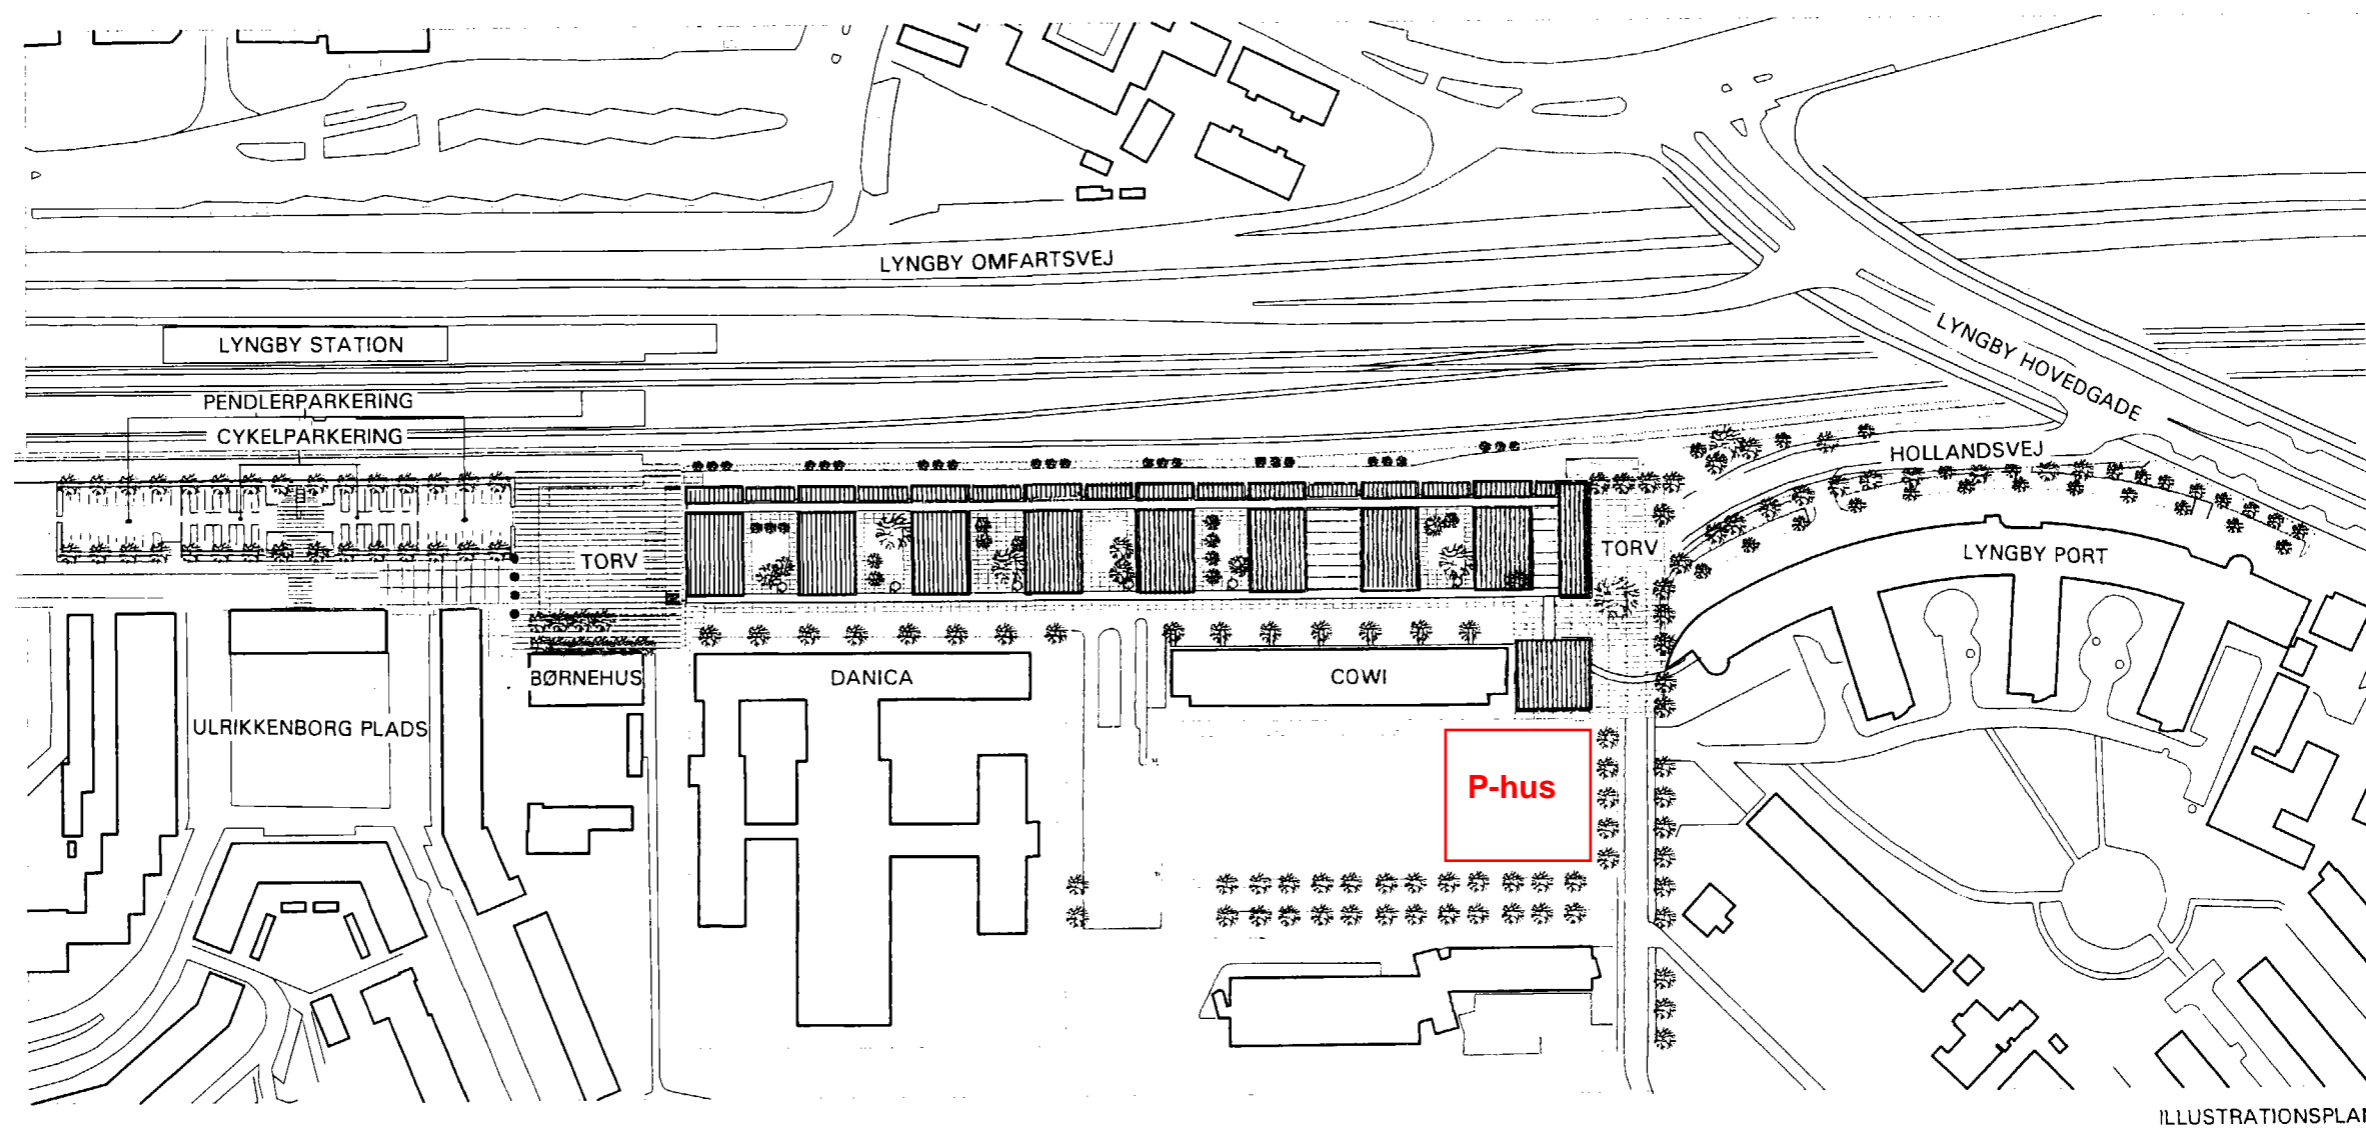 LYNGBY OMFARTSVEJ
LYNGBY STATION
LYNGBY HOVEDGADE
PENDLERPARKERING
CYKELPARKERING
HOLLANDSVEJ
TORV
TORV
LYNGBY PORT
BØRNEHUS
DANICA
COWI
ULRIKKENBORG PLADS
P-hus
ILLUSTRATIONSPLAN